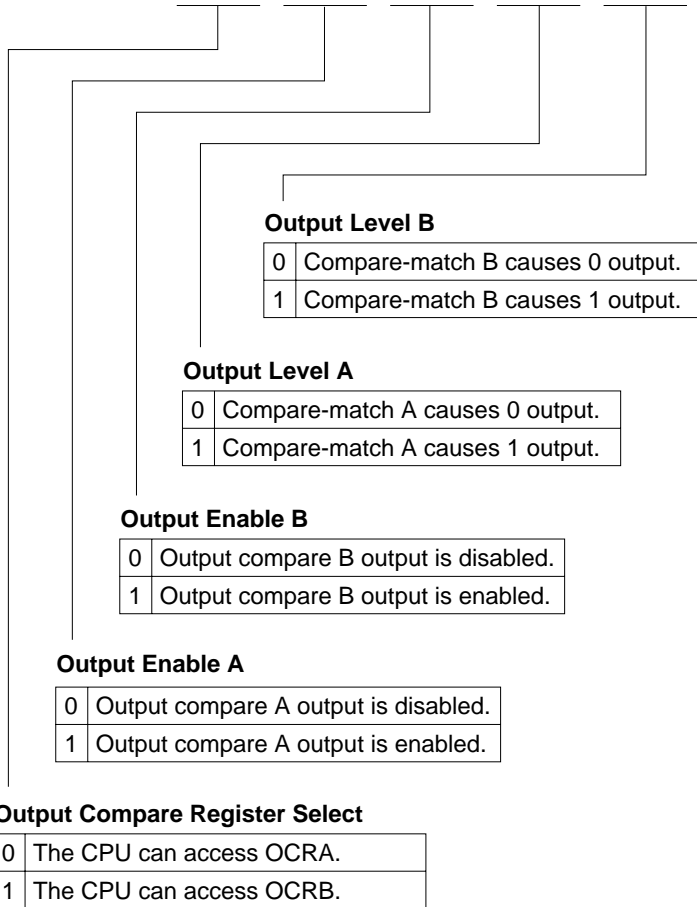 Output Level B
0 Compare-match B causes 0 output.
1 Compare-match B causes 1 output.
Output Level A
0 Compare-match A causes 0 output.
1 Compare-match A causes 1 output.
Output Enable B
0 Output compare B output is disabled.
1 Output compare B output is enabled.
Output Enable A
0 Output compare A output is disabled.
1 Output compare A output is enabled.
Output Compare Register Select
0 The CPU can access OCRA.
1 The CPU can access OCRB.